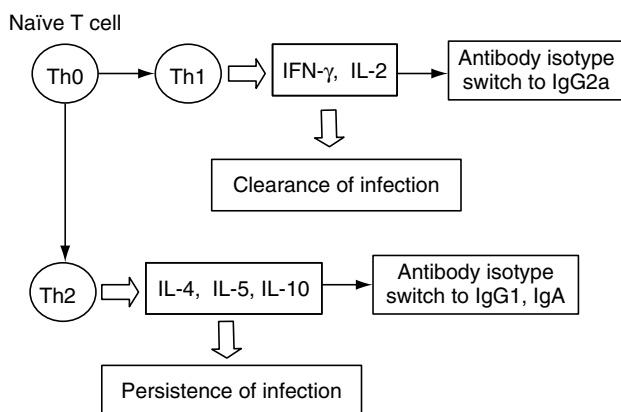 Naïve T cell
Th0
Th1
IFN-γ, IL-2
Antibody isotype
switch to IgG2a
Clearance of infection
Th2
IL-4, IL-5, IL-10
Antibody isotype
switch to IgG1, IgA
Persistence of infection